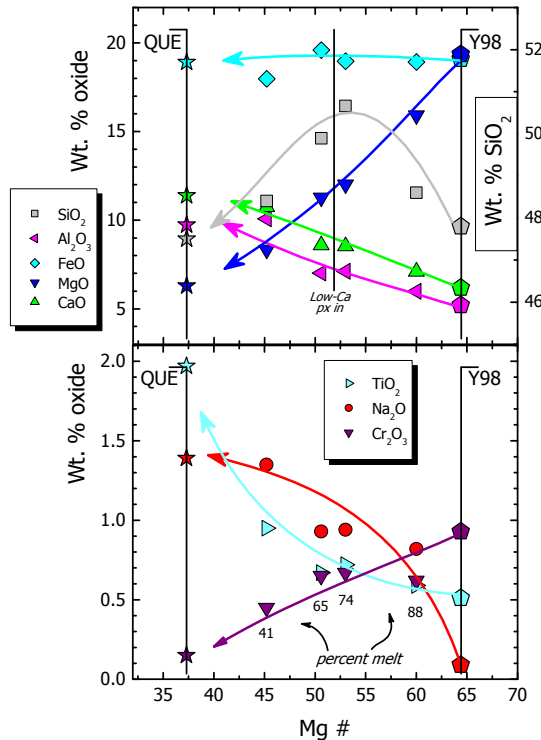 QUE
Y98
20
15
10
5
Wt. % oxide
52
50
48
46
Wt. % SiO₂
SiO₂
Al₂O₃
FeO
MgO
CaO
Low-Ca
px in
QUE
Y98
TiO₂
Na₂O
Cr₂O₃
2.0
1.5
1.0
0.5
0.0
Wt. % oxide
41
65
74
88
percent melt
35
40
45
50
55
60
65
70
Mg #